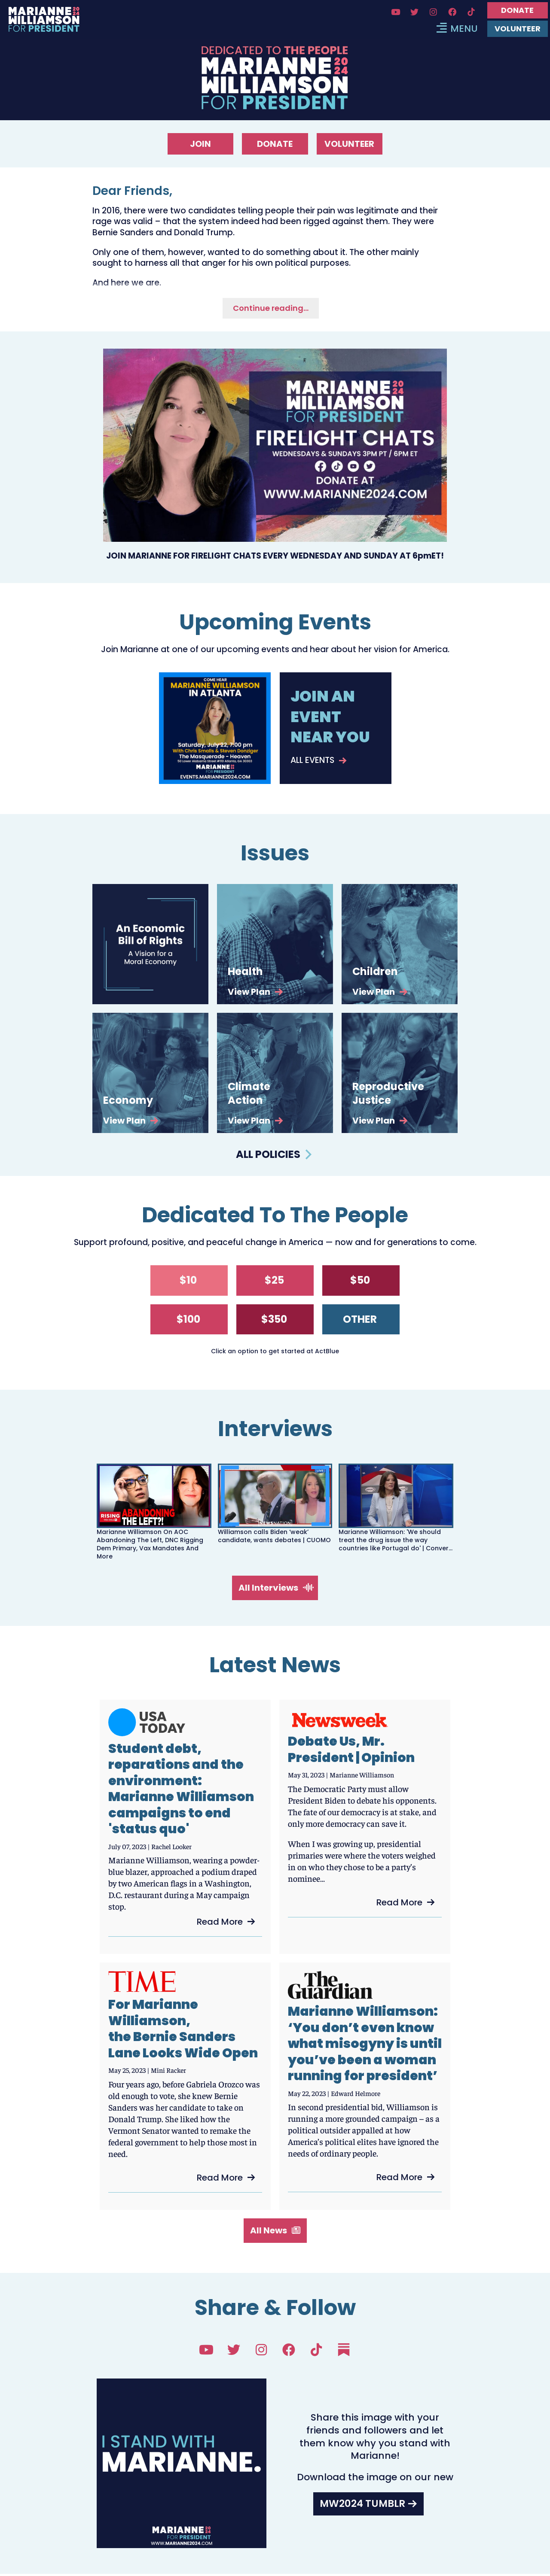 MARIANNE 2024
WILLIAMSON
FOR PRESIDENT
DONATE
MENU
VOLUNTEER
DEDICATED TO THE PEOPLE
MARIANNE 2024
WILLIAMSON
FOR PRESIDENT
JOIN
DONATE
VOLUNTEER
Dear Friends,
In 2016, there were two candidates telling people their pain was legitimate and their
rage was valid – that the system indeed had been rigged against them. They were
Bernie Sanders and Donald Trump.
Only one of them, however, wanted to do something about it. The other mainly
sought to harness all that anger for his own political purposes.
And here we are.
Continue reading...
MARIANNE 2024
WILLIAMSON
FOR PRESIDENT
FIRELIGHT CHATS
WEDNESDAYS & SUNDAYS 3PM PT / 6PM ET
DONATE AT
WWW.MARIANNE2024.COM
JOIN MARIANNE FOR FIRELIGHT CHATS EVERY WEDNESDAY AND SUNDAY AT 6pmET!
Upcoming Events
Join Marianne at one of our upcoming events and hear about her vision for America.
COME HEAR
MARIANNE WILLIAMSON
IN ATLANTA
Saturday, July 22, 7:00 pm
With Chris Smalls & Steven Donziger
The Masquerade - Heaven
MARIANNE
FOR PRESIDENT
EVENTS.MARIANNE2024.COM
JOIN AN
EVENT
NEAR YOU
ALL EVENTS
Issues
An Economic
Bill of Rights
A Vision for a
Moral Economy
Health
View Plan
Children
View Plan
Economy
View Plan
Climate
Action
View Plan
Reproductive
Justice
View Plan
ALL POLICIES
Dedicated To The People
Support profound, positive, and peaceful change in America — now and for generations to come.
$10
$25
$50
$100
$350
OTHER
Click an option to get started at ActBlue
Interviews
RISING
ABANDONING
THE LEFT?!
Marianne Williamson On AOC
Abandoning The Left, DNC Rigging
Dem Primary, Vax Mandates And
More
Williamson calls Biden 'weak'
candidate, wants debates | CUOMO
Marianne Williamson: 'We should
treat the drug issue the way
countries like Portugal do' | Conver...
All Interviews
Latest News
USA
TODAY
Student debt,
reparations and the
environment:
Marianne Williamson
campaigns to end
'status quo'
July 07, 2023 | Rachel Looker
Marianne Williamson, wearing a powder-
blue blazer, approached a podium draped
by two American flags in a Washington,
D.C. restaurant during a May campaign
stop.
Read More
Newsweek
Debate Us, Mr.
President | Opinion
May 31, 2023 | Marianne Williamson
The Democratic Party must allow
President Biden to debate his opponents.
The fate of our democracy is at stake, and
only more democracy can save it.
When I was growing up, presidential
primaries were where the voters weighed
in on who they chose to be a party's
nominee...
Read More
TIME
For Marianne
Williamson,
the Bernie Sanders
Lane Looks Wide Open
May 25, 2023 | Mini Racker
Four years ago, before Gabriela Orozco was
old enough to vote, she knew Bernie
Sanders was her candidate to take on
Donald Trump. She liked how the
Vermont Senator wanted to remake the
federal government to help those most in
need.
Read More
The
Guardian
Marianne Williamson:
‘You don’t even know
what misogyny is until
you’ve been a woman
running for president’
May 22, 2023 | Edward Helmore
In second presidential bid, Williamson is
running a more grounded campaign – as a
political outsider appalled at how
America’s political elites have ignored the
needs of ordinary people.
Read More
All News
Share & Follow
I STAND WITH
MARIANNE.
MARIANNE
FOR PRESIDENT
WWW.MARIANNE2024.COM
Share this image with your
friends and followers and let
them know why you stand with
Marianne!
Download the image on our new
MW2024 TUMBLR